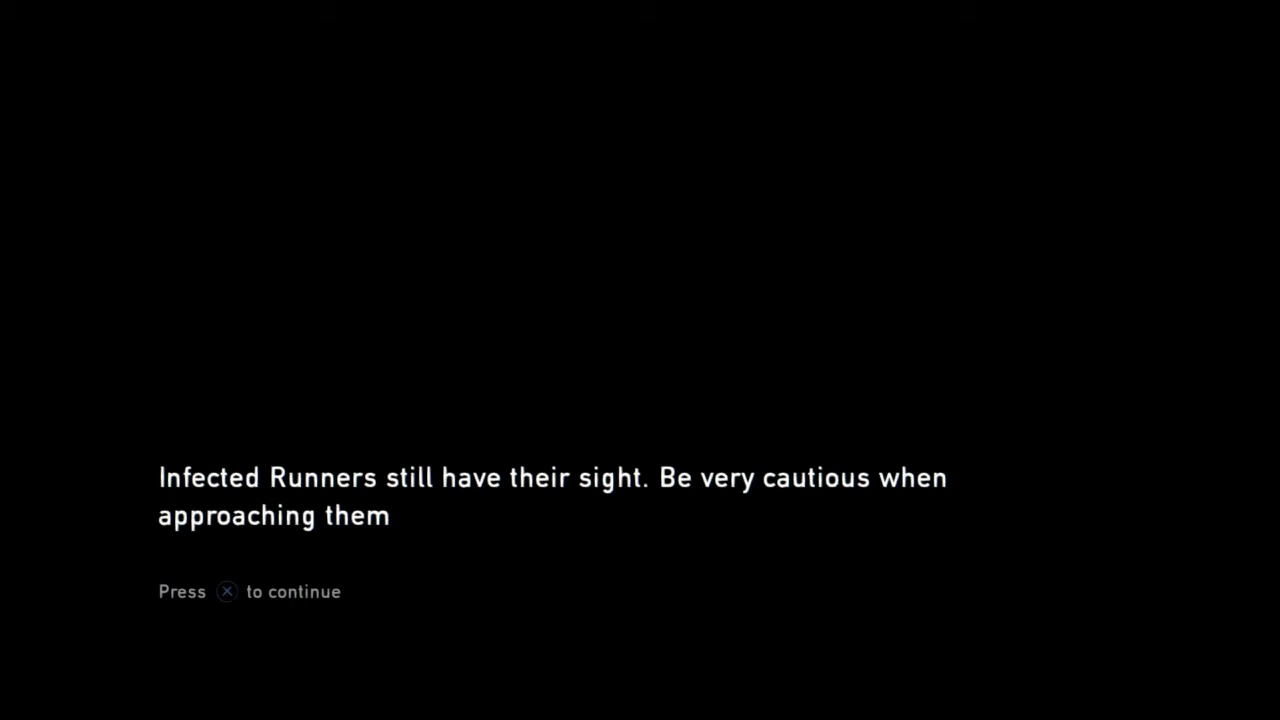 Infected Runners still have their sight. Be very cautious when
approaching them
Press ⊗ to continue